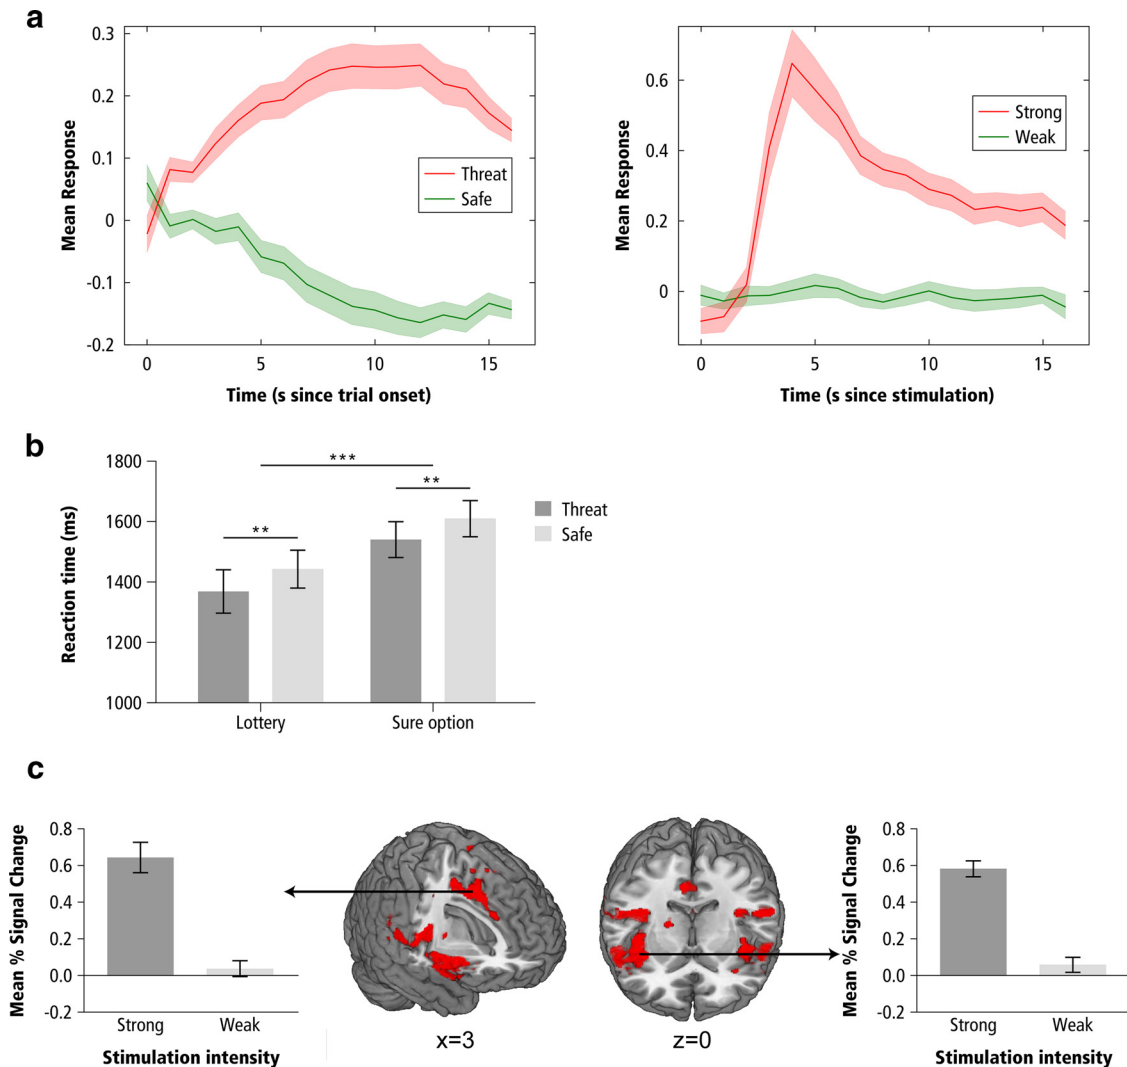 a
0.3
0.2
0.1
0
-0.1
-0.2
Mean Response
Threat
Safe
0 5 10 15
Time (s since trial onset)
0.6
0.4
0.2
0
Mean Response
Strong
Weak
0 5 10 15
Time (s since stimulation)
b
1800
1600
1400
1200
1000
Reaction time (ms)
***
**
**
Threat
Safe
Lottery Sure option
c
0.8
0.6
0.4
0.2
0.0
-0.2
Mean % Signal Change
Strong Weak
Stimulation intensity
x=3
z=0
0.8
0.6
0.4
0.2
0.0
-0.2
Mean % Signal Change
Strong Weak
Stimulation intensity